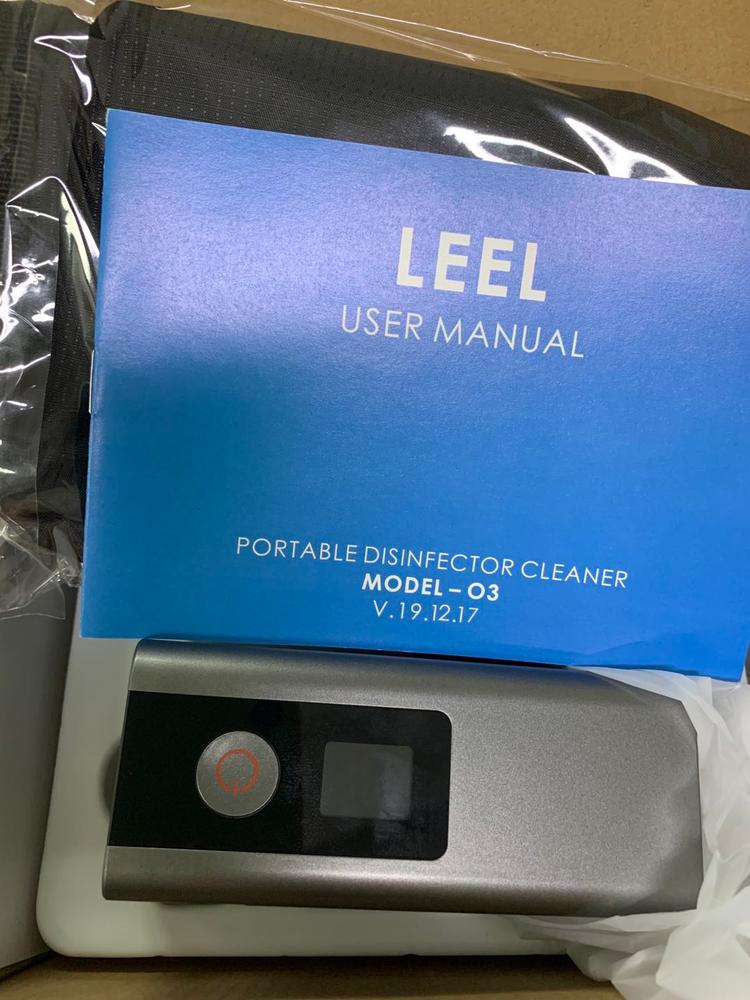 LEEL
USER MANUAL
PORTABLE DISINFECTOR CLEANER
MODEL – O3
V.19.12.17